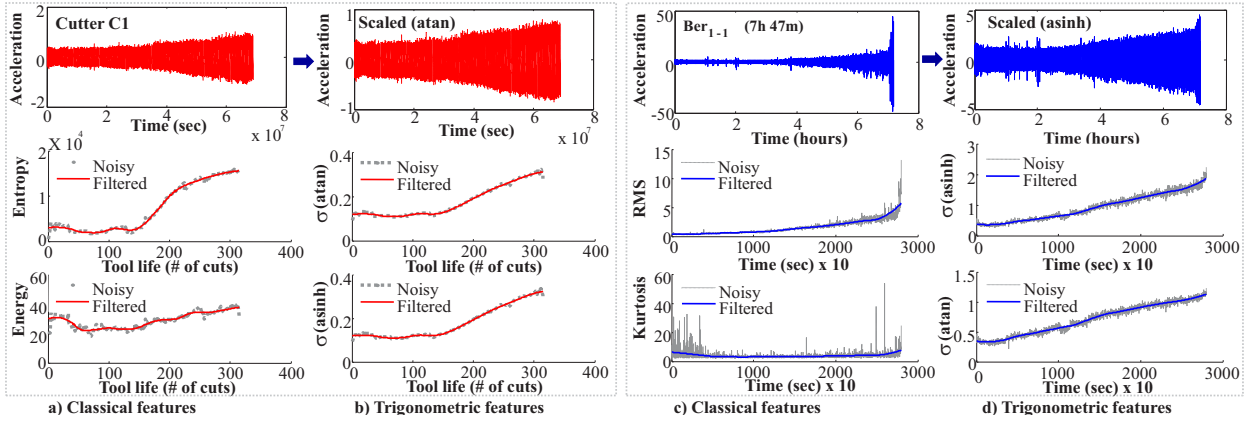 Cutter C1
Acceleration
2
0
-2
0 2 4 6 8
Time (sec)
x 10^7
Scaled (atan)
Acceleration
1
0
-1
0 2 4 6 8
Time (sec)
x 10^7
Ber1-1 (7h 47m)
Acceleration
50
0
-50
0 2 4 6 8
Time (hours)
Scaled (asinh)
Acceleration
5
0
-5
0 2 4 6 8
Time (hours)
X 10^4
Entropy
2
1
0
Noisy
Filtered
0 100 200 300 400
Tool life (# of cuts)
σ (atan)
0.4
0.2
0
Noisy
Filtered
0 100 200 300 400
Tool life (# of cuts)
RMS
15
10
5
0
Noisy
Filtered
0 1000 2000 3000
Time (sec) x 10
σ (asinh)
3
2
1
0
Noisy
Filtered
0 1000 2000 3000
Time (sec) x 10
Energy
60
40
20
0
Noisy
Filtered
0 100 200 300 400
Tool life (# of cuts)
σ (asinh)
0.4
0.2
0
Noisy
Filtered
0 100 200 300 400
Tool life (# of cuts)
Kurtosis
60
40
20
0
Noisy
Filtered
0 1000 2000 3000
Time (sec) x 10
σ (atan)
1.5
1
0.5
0
Noisy
Filtered
0 1000 2000 3000
Time (sec) x 10
a) Classical features
b) Trigonometric features
c) Classical features
d) Trigonometric features